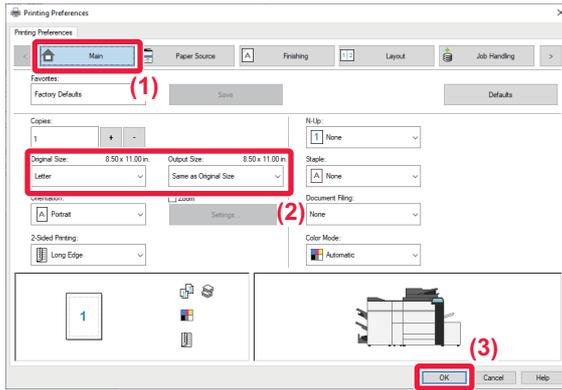 Printing Preferences
Printing Preferences
Main
Paper Source
Finishing
Layout
Job Handling
(1)
Favorites:
Factory Defaults
Save
Defaults
Copies:
1
+ -
N-Up:
1 None
Original Size: 8.50 x 11.00 in.
Output Size: 8.50 x 11.00 in.
Letter
Same as Original Size
Staple:
A None
Orientation:
Zoom
A Portrait
Settings...
(2)
Document Filing:
None
2-Sided Printing:
Long Edge
Color Mode:
Automatic
1
(3)
OK
Cancel
Help